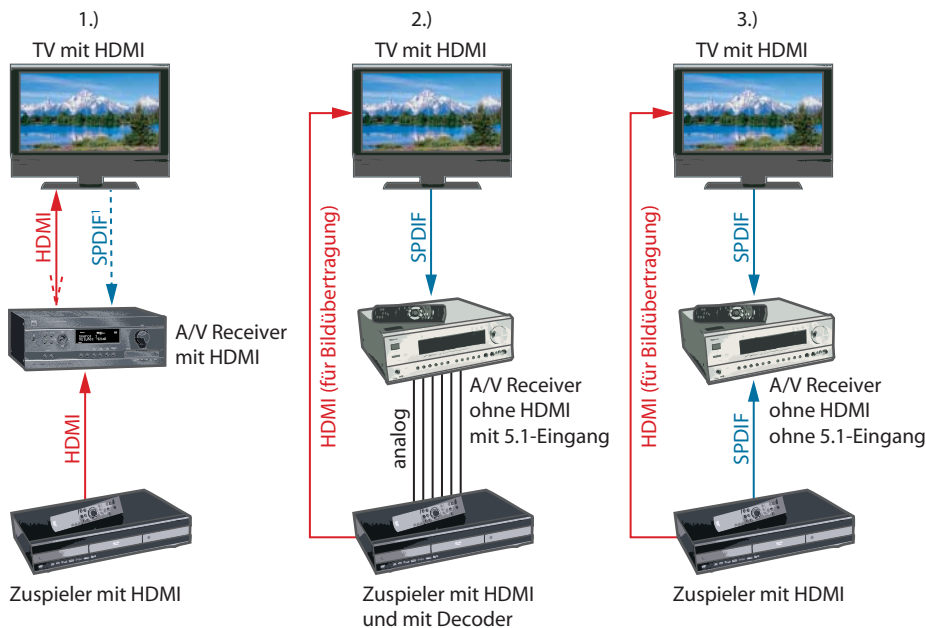 1.)
TV mit HDMI
HDMI
SPDIF¹
A/V Receiver
mit HDMI
HDMI
Zuspieler mit HDMI
2.)
TV mit HDMI
HDMI (für Bildübertragung)
SPDIF
A/V Receiver
ohne HDMI
mit 5.1-Eingang
analog
Zuspieler mit HDMI
und mit Decoder
3.)
TV mit HDMI
HDMI (für Bildübertragung)
SPDIF
A/V Receiver
ohne HDMI
ohne 5.1-Eingang
SPDIF
Zuspieler mit HDMI